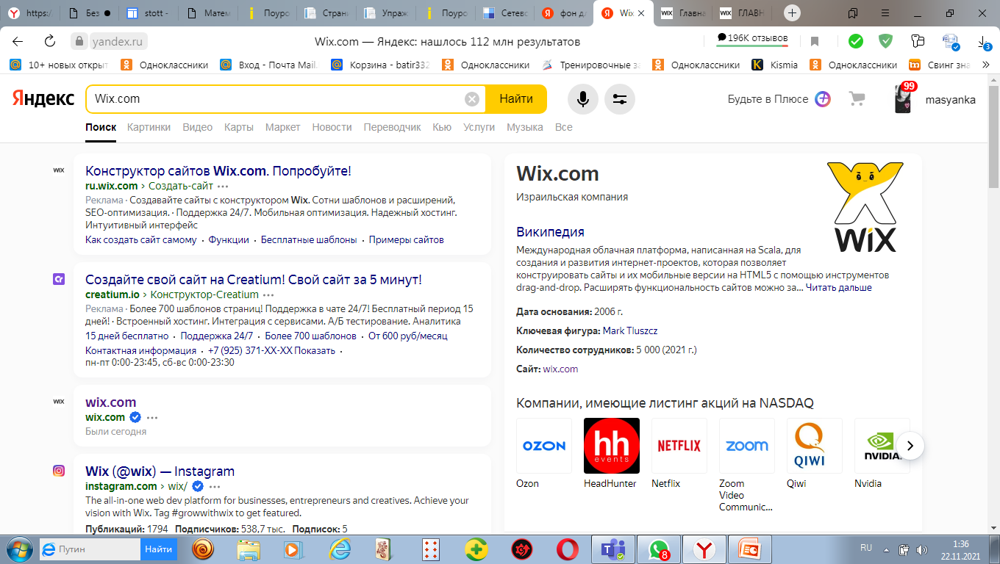 https:/
Без
stott -
Матем
Поуро
Страни
Упраж
Поуро
Сетево
фон дл
Wix
Главна
ГЛАВН
yandex.ru
Wix.com — Яндекс: нашлось 112 млн результатов
196K отзывов
3
10+ новых открыт
Одноклассники
Вход - Почта Mail.
Корзина - batir332
Одноклассники
Тренировочные за
Одноклассники
Kismia
Одноклассники
Свинг зна
Яндекс
Wix.com
Найти
Будьте в Плюсе
99
masyanka
Поиск Картинки Видео Карты Маркет Новости Переводчик Кью Услуги Музыка Все
WIX
Конструктор сайтов Wix.com. Попробуйте!
ru.wix.com › Создать-сайт
Реклама · Создавайте сайты с конструктором Wix. Сотни шаблонов и расширений,
SEO-оптимизация. · Поддержка 24/7. Мобильная оптимизация. Надежный хостинг.
Интуитивный интерфейс
Как создать сайт самому · Функции · Бесплатные шаблоны · Примеры сайтов
Cr
Создайте свой сайт на Creatium! Свой сайт за 5 минут!
creatium.io › Конструктор-Creatium
Реклама · Более 700 шаблонов страниц! Поддержка в чате 24/7! Бесплатный период 15
дней! · Встроенный хостинг. Интеграция с сервисами. А/Б тестирование. Аналитика
15 дней бесплатно · Поддержка 24/7 · Более 700 шаблонов · От 600 руб/месяц
Контактная информация · +7 (925) 371-XX-XX Показать ·
пн-пт 0:00-23:45, сб-вс 0:00-23:30
WIX
wix.com
wix.com
Были сегодня
Wix (@wix) — Instagram
instagram.com › wix/
The all-in-one web dev platform for businesses, entrepreneurs and creatives. Achieve your
vision with Wix. Tag #growwithwix to get featured.
Публикаций: 1794 Подписчиков: 538,7 тыс. Подписок: 5
Wix.com
Израильская компания
WiX
Википедия
Международная облачная платформа, написанная на Scala, для
создания и развития интернет-проектов, которая позволяет
конструировать сайты и их мобильные версии на HTML5 с помощью инструментов
drag-and-drop. Расширять функциональность сайтов можно за... Читать дальше
Дата основания: 2006 г.
Ключевая фигура: Mark Tluszcz
Количество сотрудников: 5 000 (2021 г.)
Сайт: wix.com
Компании, имеющие листинг акций на NASDAQ
OZON
hh
events
NETFLIX
zoom
QIWI
NVIDIA.
Ozon
HeadHunter
Netflix
Zoom
Video
Communic...
Qiwi
Nvidia
Путин
Найти
8
RU
1:36
22.11.2021